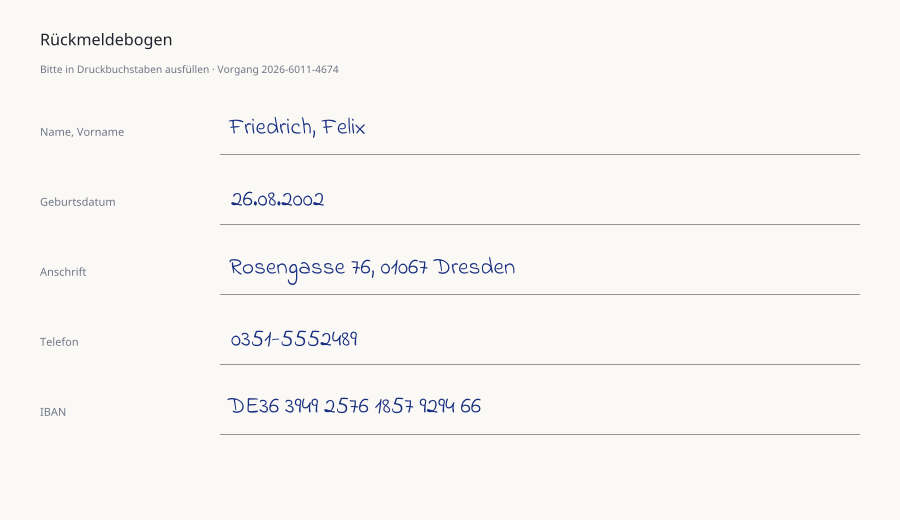 Rückmeldebogen
Bitte in Druckbuchstaben ausfüllen · Vorgang 2026-6011-4674
Name, Vorname Friedrich, Felix
Geburtsdatum 26.08.2002
Anschrift Rosengasse 76, 01067 Dresden
Telefon 0351-5552489
IBAN DE36 3949 2576 1857 9294 66